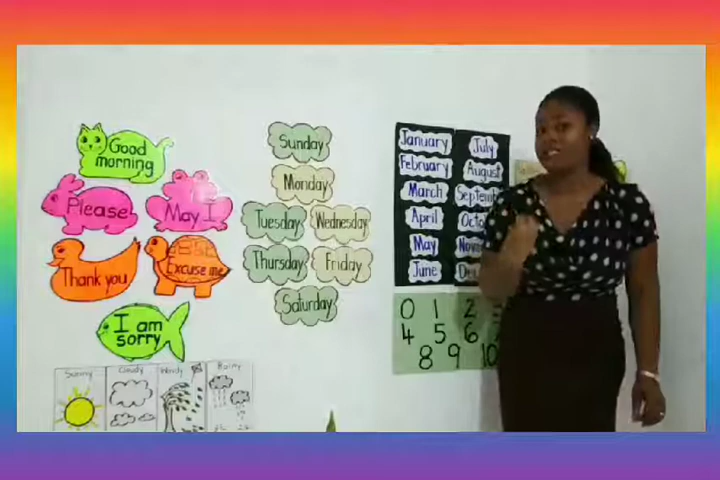 Good
morning
Please
May I
Thank you
Excuse me
I am
sorry
Sunday
Monday
Tuesday
Wednesday
Thursday
Friday
Saturday
January
February
March
April
May
June
July
August
0 1 2
4 5 6
8 9 10
Sunny
Cloudy
Windy
Rainy